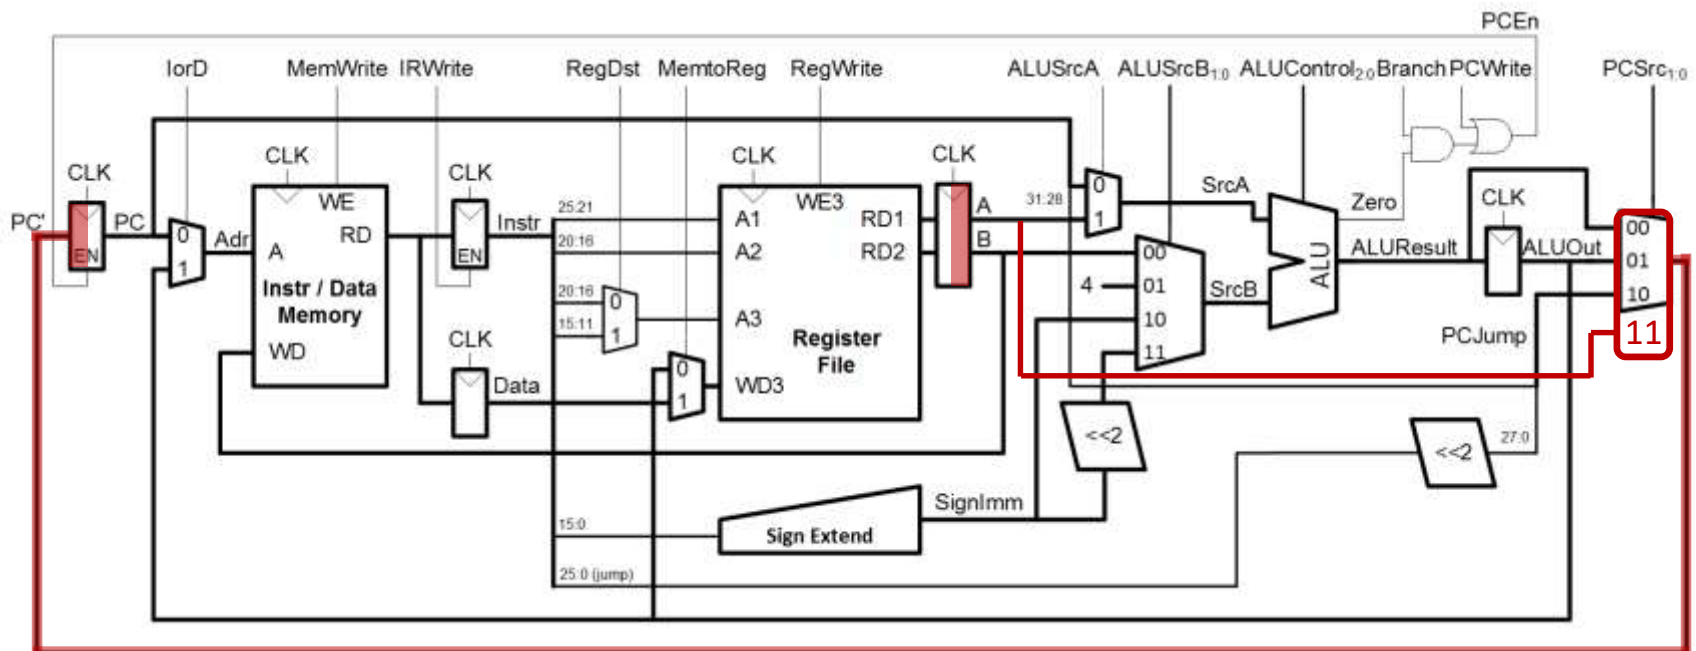 PCEn
IorD MemWrite IRWrite RegDst MemtoReg RegWrite ALUSrcA ALUSrcB1:0 ALUControl2:0 Branch PCWrite PCSrc1:0
CLK CLK CLK CLK CLK
CLK
PC' PC EN
0 1 Adr
WE
A RD
Instr / Data
Memory
WD
EN Instr
CLK
Data
25:21
20:16
20:16
15:11
0
1
0
1
WE3
A1 RD1
A2 RD2
A3
Register
File
WD3
A
B
31:28
0
1
SrcA
4
00
01
10
11
SrcB
ALU
Zero
ALUResult
CLK
ALUOut
00
01
10
11
PCJump
<<2
<<2
27:0
SignImm
15:0
Sign Extend
25:0 (jump)